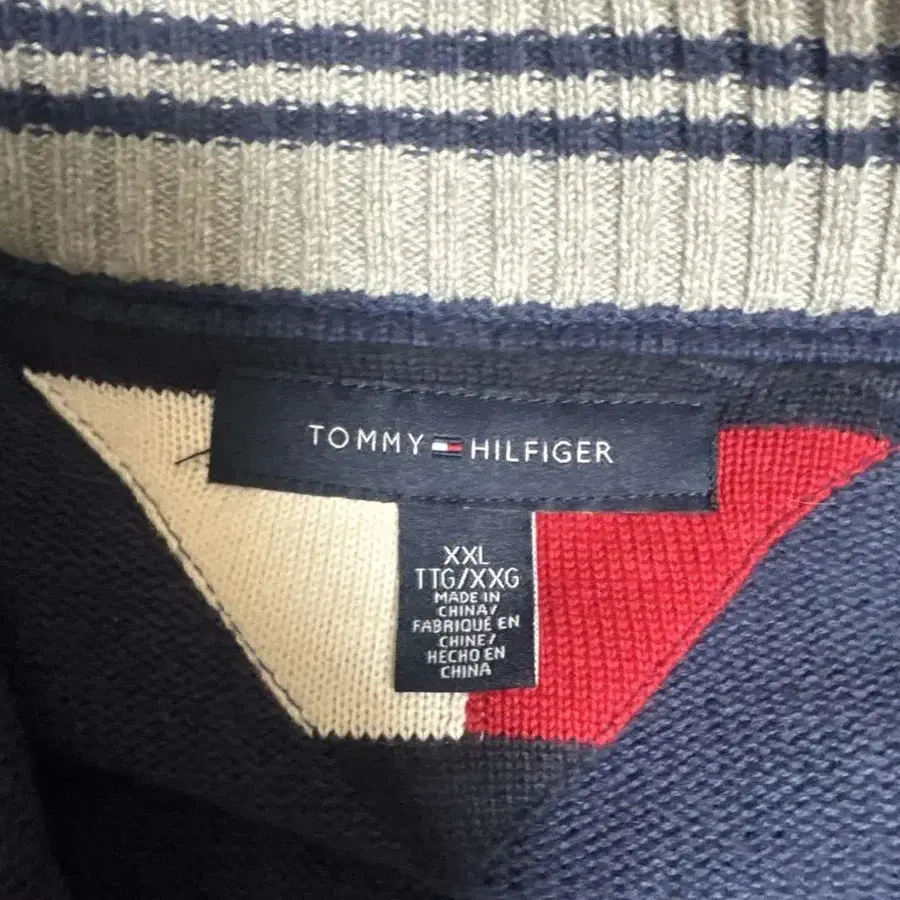 TOMMY HILFIGER
XXL
TTG/XXG
MADE IN
CHINA/
FABRIQUÉ EN
CHINE/
HECHO EN
CHINA